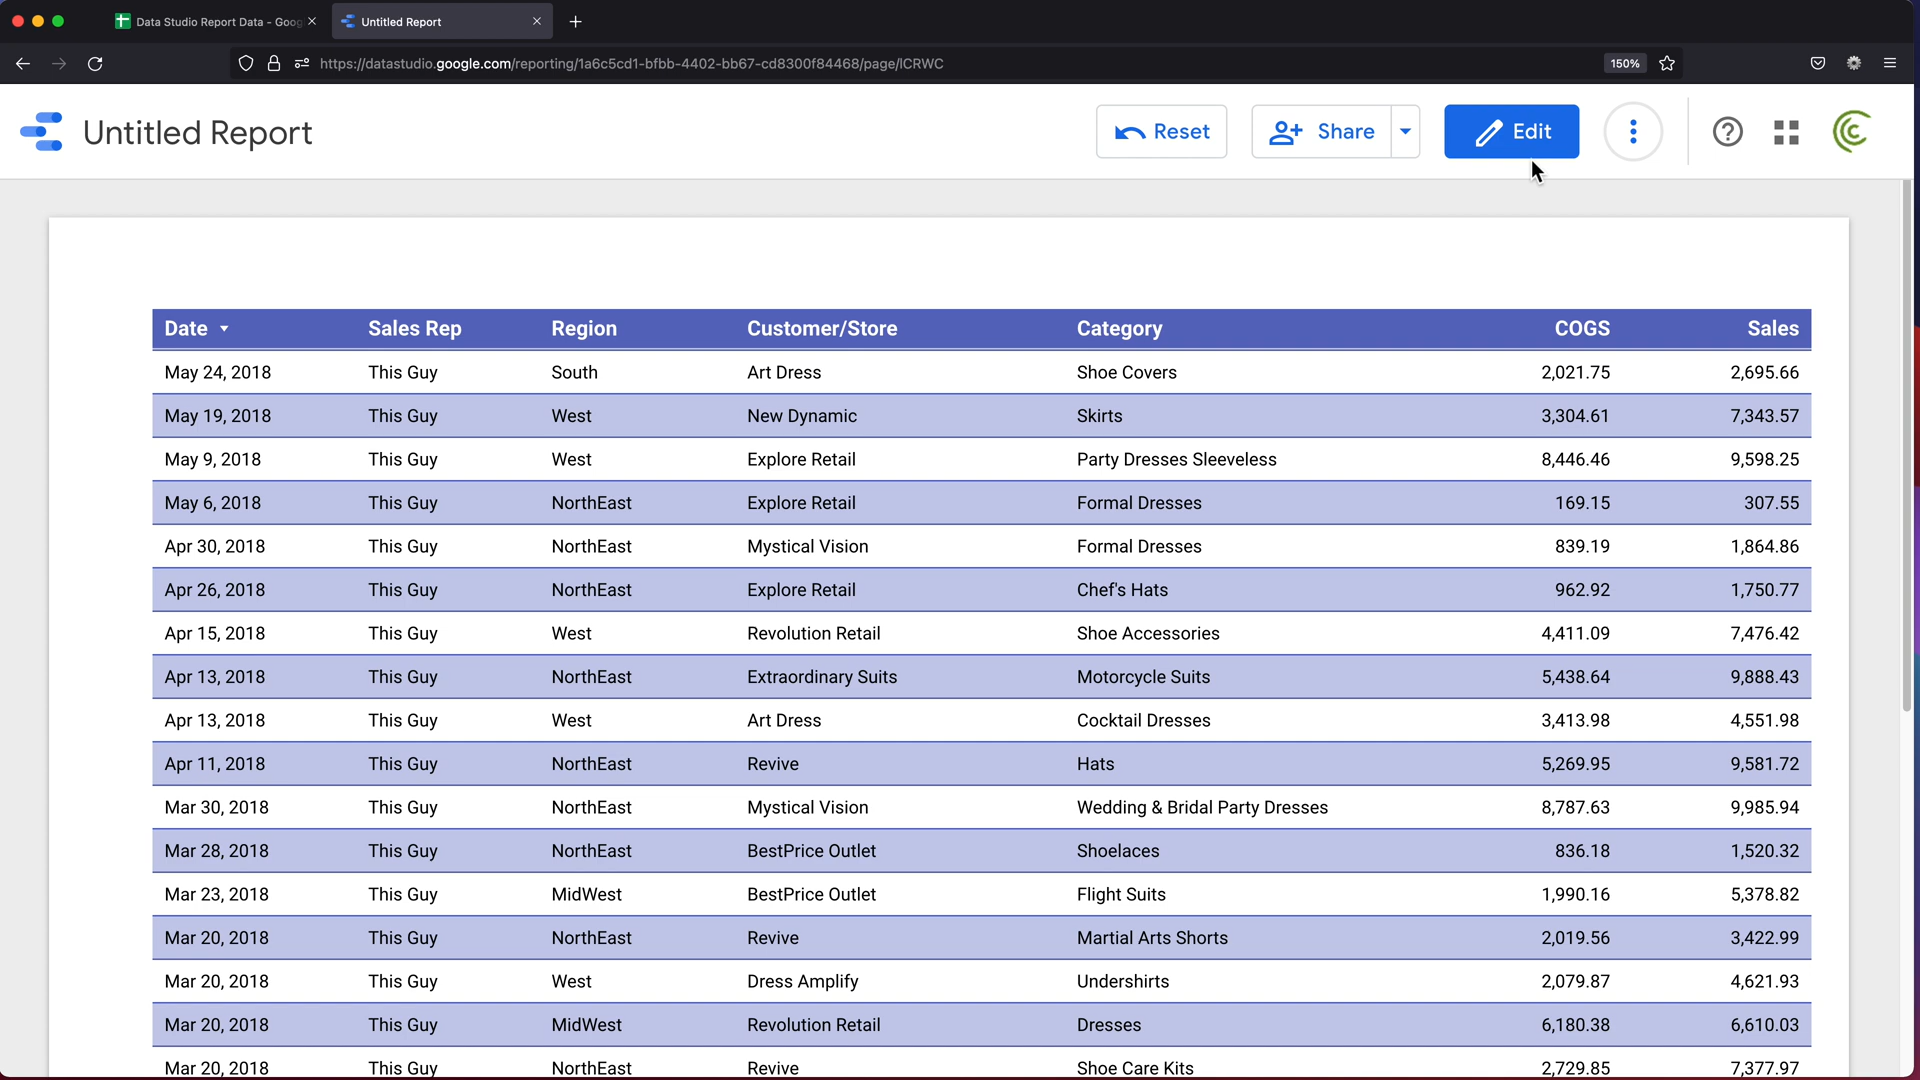 Data Studio Report Data - Goog
Untitled Report
https://datastudio.google.com/reporting/1a6c5cd1-bfbb-4402-bb67-cd8300f84468/page/lCRWC
150%
Untitled Report
Reset
Share
Edit
Date Sales Rep Region Customer/Store Category COGS Sales
May 24, 2018 This Guy South Art Dress Shoe Covers 2,021.75 2,695.66
May 19, 2018 This Guy West New Dynamic Skirts 3,304.61 7,343.57
May 9, 2018 This Guy West Explore Retail Party Dresses Sleeveless 8,446.46 9,598.25
May 6, 2018 This Guy NorthEast Explore Retail Formal Dresses 169.15 307.55
Apr 30, 2018 This Guy NorthEast Mystical Vision Formal Dresses 839.19 1,864.86
Apr 26, 2018 This Guy NorthEast Explore Retail Chef's Hats 962.92 1,750.77
Apr 15, 2018 This Guy West Revolution Retail Shoe Accessories 4,411.09 7,476.42
Apr 13, 2018 This Guy NorthEast Extraordinary Suits Motorcycle Suits 5,438.64 9,888.43
Apr 13, 2018 This Guy West Art Dress Cocktail Dresses 3,413.98 4,551.98
Apr 11, 2018 This Guy NorthEast Revive Hats 5,269.95 9,581.72
Mar 30, 2018 This Guy NorthEast Mystical Vision Wedding & Bridal Party Dresses 8,787.63 9,985.94
Mar 28, 2018 This Guy NorthEast BestPrice Outlet Shoelaces 836.18 1,520.32
Mar 23, 2018 This Guy MidWest BestPrice Outlet Flight Suits 1,990.16 5,378.82
Mar 20, 2018 This Guy NorthEast Revive Martial Arts Shorts 2,019.56 3,422.99
Mar 20, 2018 This Guy West Dress Amplify Undershirts 2,079.87 4,621.93
Mar 20, 2018 This Guy MidWest Revolution Retail Dresses 6,180.38 6,610.03
Mar 20, 2018 This Guy NorthEast Revive Shoe Care Kits 2,729.85 7,377.97